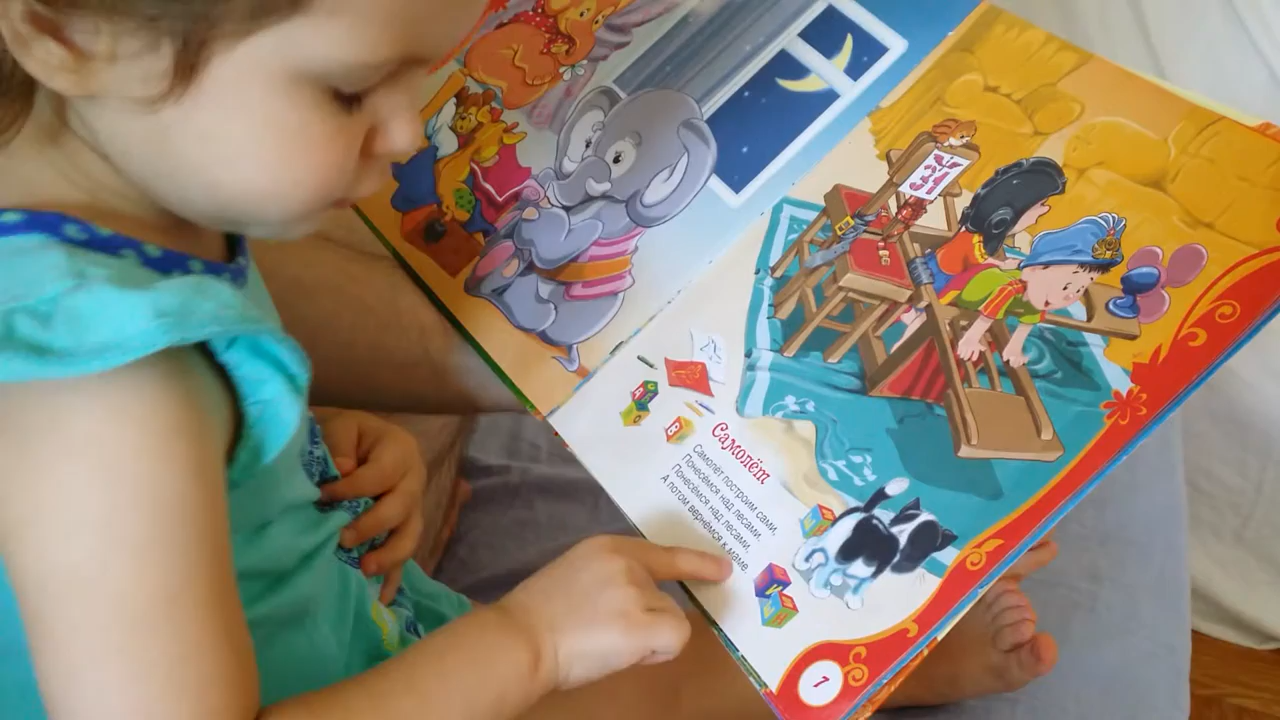 Самолёт
Самолёт построим сами,
Понесёмся над лесами.
Понесёмся над лесами,
А потом вернёмся к маме.
7